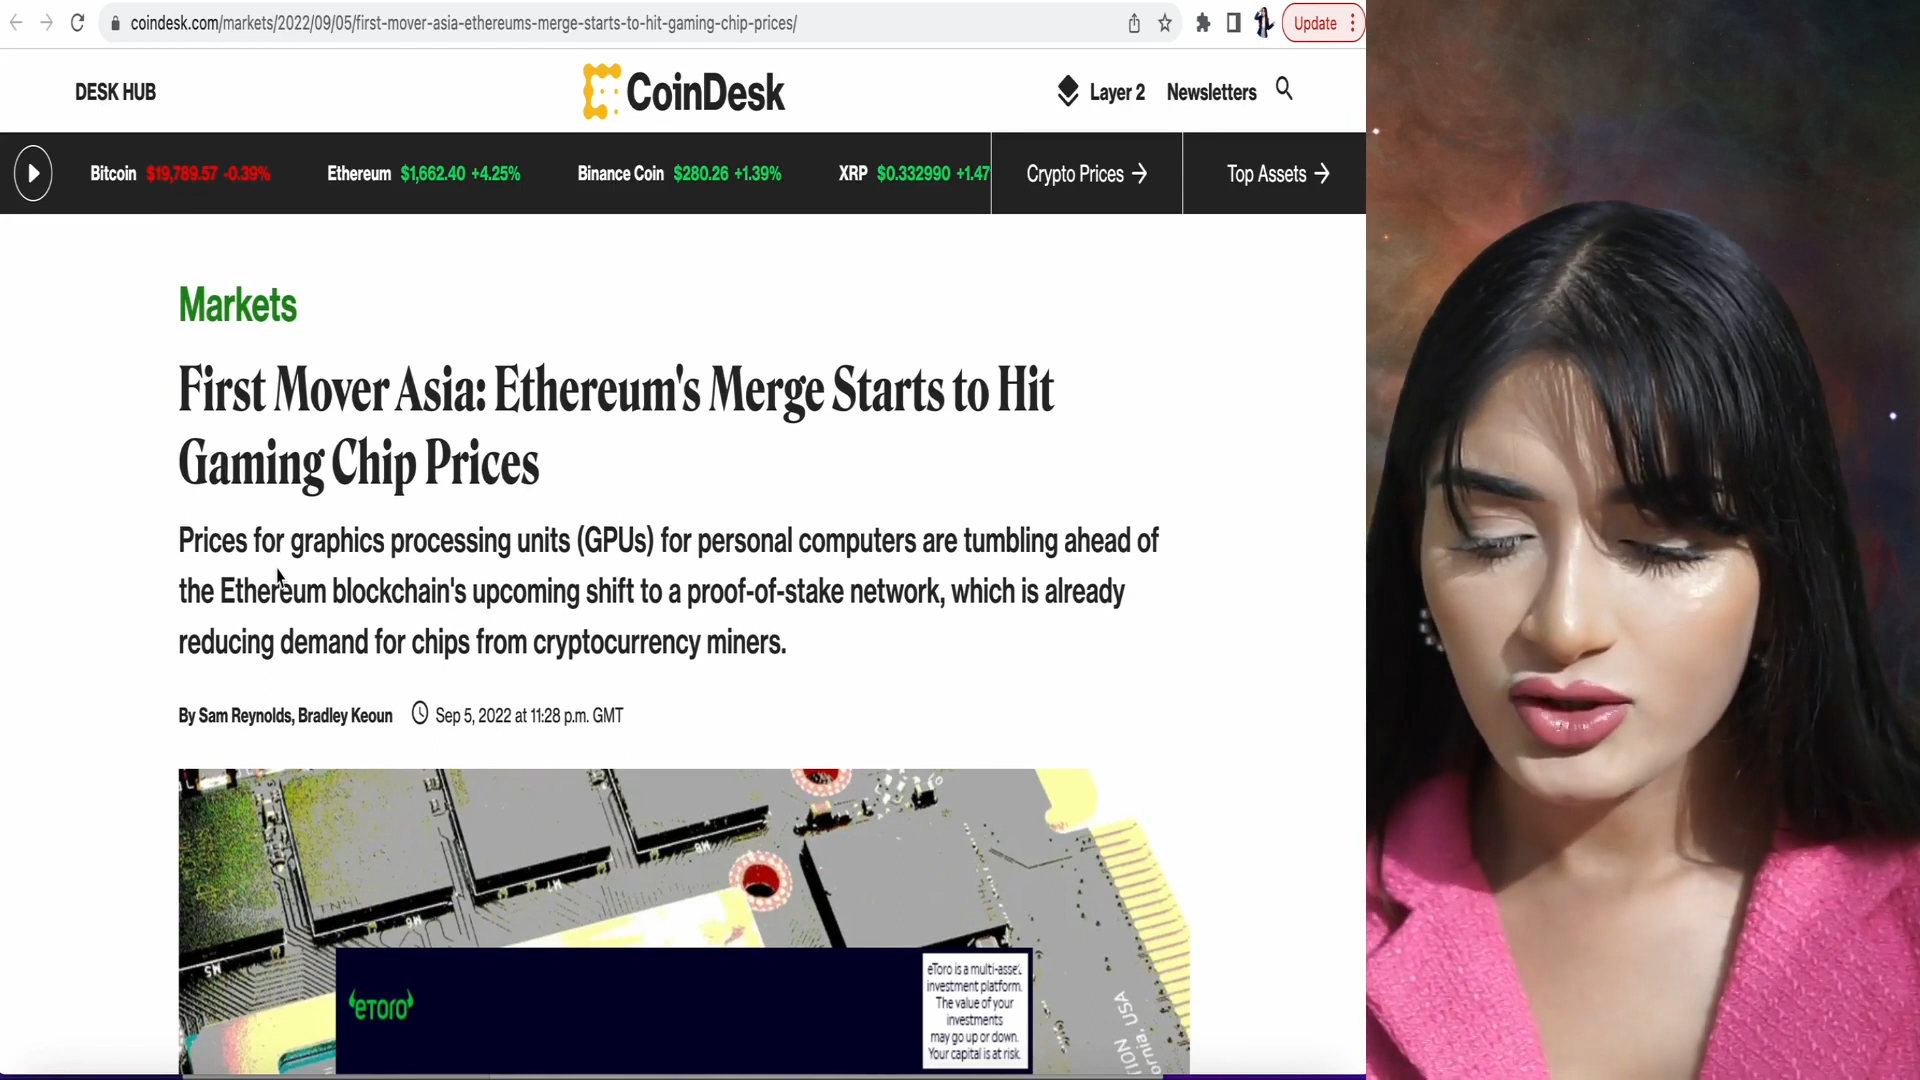 coindesk.com/markets/2022/09/05/first-mover-asia-ethereums-merge-starts-to-hit-gaming-chip-prices/
Update
DESK HUB
CoinDesk
Layer 2 Newsletters
Bitcoin $19,789.57 -0.39% Ethereum $1,662.40 +4.25% Binance Coin $280.26 +1.39% XRP $0.332990 +1.47
Crypto Prices → Top Assets →
Markets
First Mover Asia: Ethereum's Merge Starts to Hit
Gaming Chip Prices
Prices for graphics processing units (GPUs) for personal computers are tumbling ahead of
the Ethereum blockchain's upcoming shift to a proof-of-stake network, which is already
reducing demand for chips from cryptocurrency miners.
By Sam Reynolds, Bradley Keoun Sep 5, 2022 at 11:28 p.m. GMT
M8
M7
M6
M5
eToro
eToro is a multi-asset
investment platform.
The value of your
investments
may go up or down.
Your capital is at risk.
ornia, USA